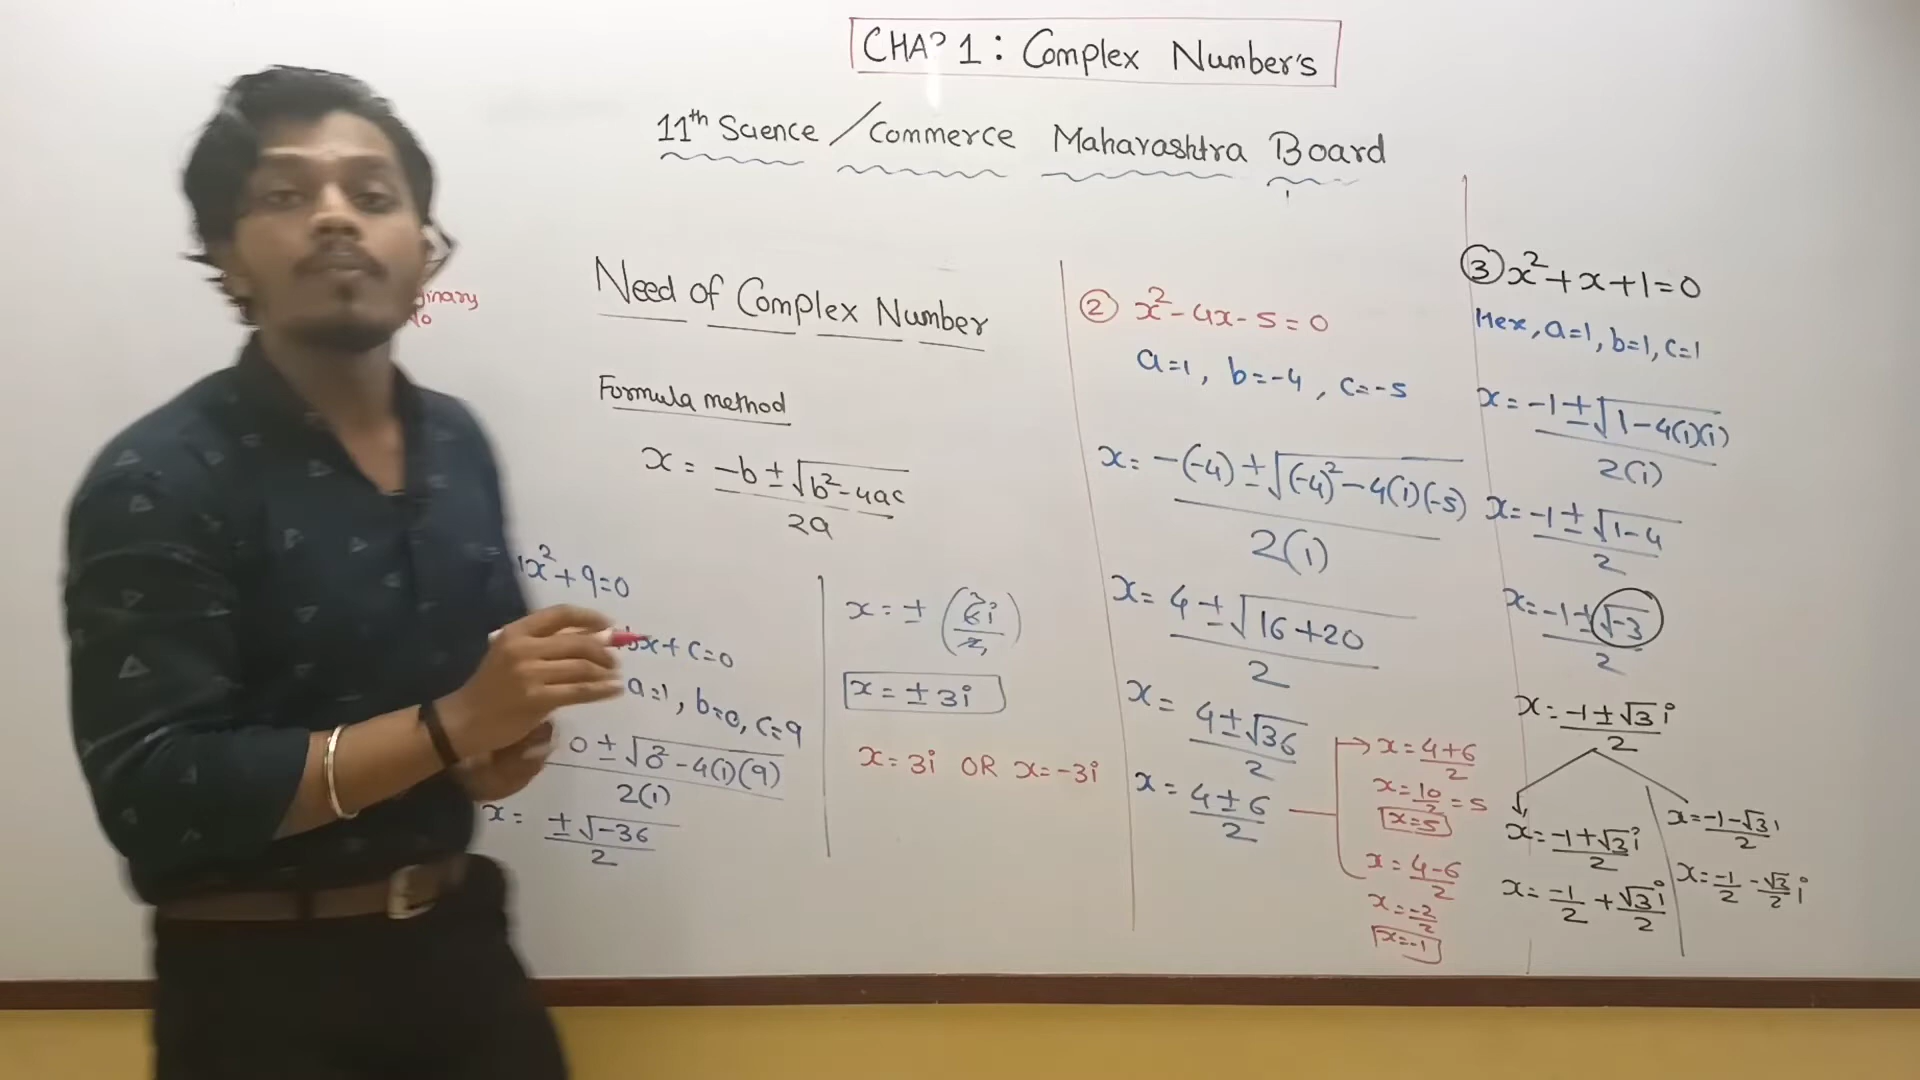 CHAP 1 : Complex Number's
11th Science / Commerce Maharashtra Board
ginary
No
Need of Complex Number
Formula method
x = -b ± √b² - 4ac
2a
1x² + 9 = 0
bx + c = 0
a=1, b=0, c=9
0 ± √0² - 4(1)(9)
2(1)
x = ± √-36
2
x = ± (6i/2)
x = ± 3i
x = 3i OR x = -3i
② x² - 4x - 5 = 0
a=1, b=-4, c=-5
x = -(-4) ± √(-4)² - 4(1)(-5)
2(1)
x = 4 ± √16 + 20
2
x = 4 ± √36
2
x = 4 ± 6
2
x = 4+6
2
x = 10/2 = 5
x=5
x = 4-6
2
x = -2
2
x=-1
③ x² + x + 1 = 0
Her, a=1, b=1, c=1
x = -1 ± √1 - 4(1)(1)
2(1)
x = -1 ± √1-4
2
x = -1 ± √-3
2
x = -1 ± √3 i
2
x = -1 + √3 i
2
x = -1/2 + √3 i/2
x = -1 - √3 i
2
x = -1/2 - √3/2 i